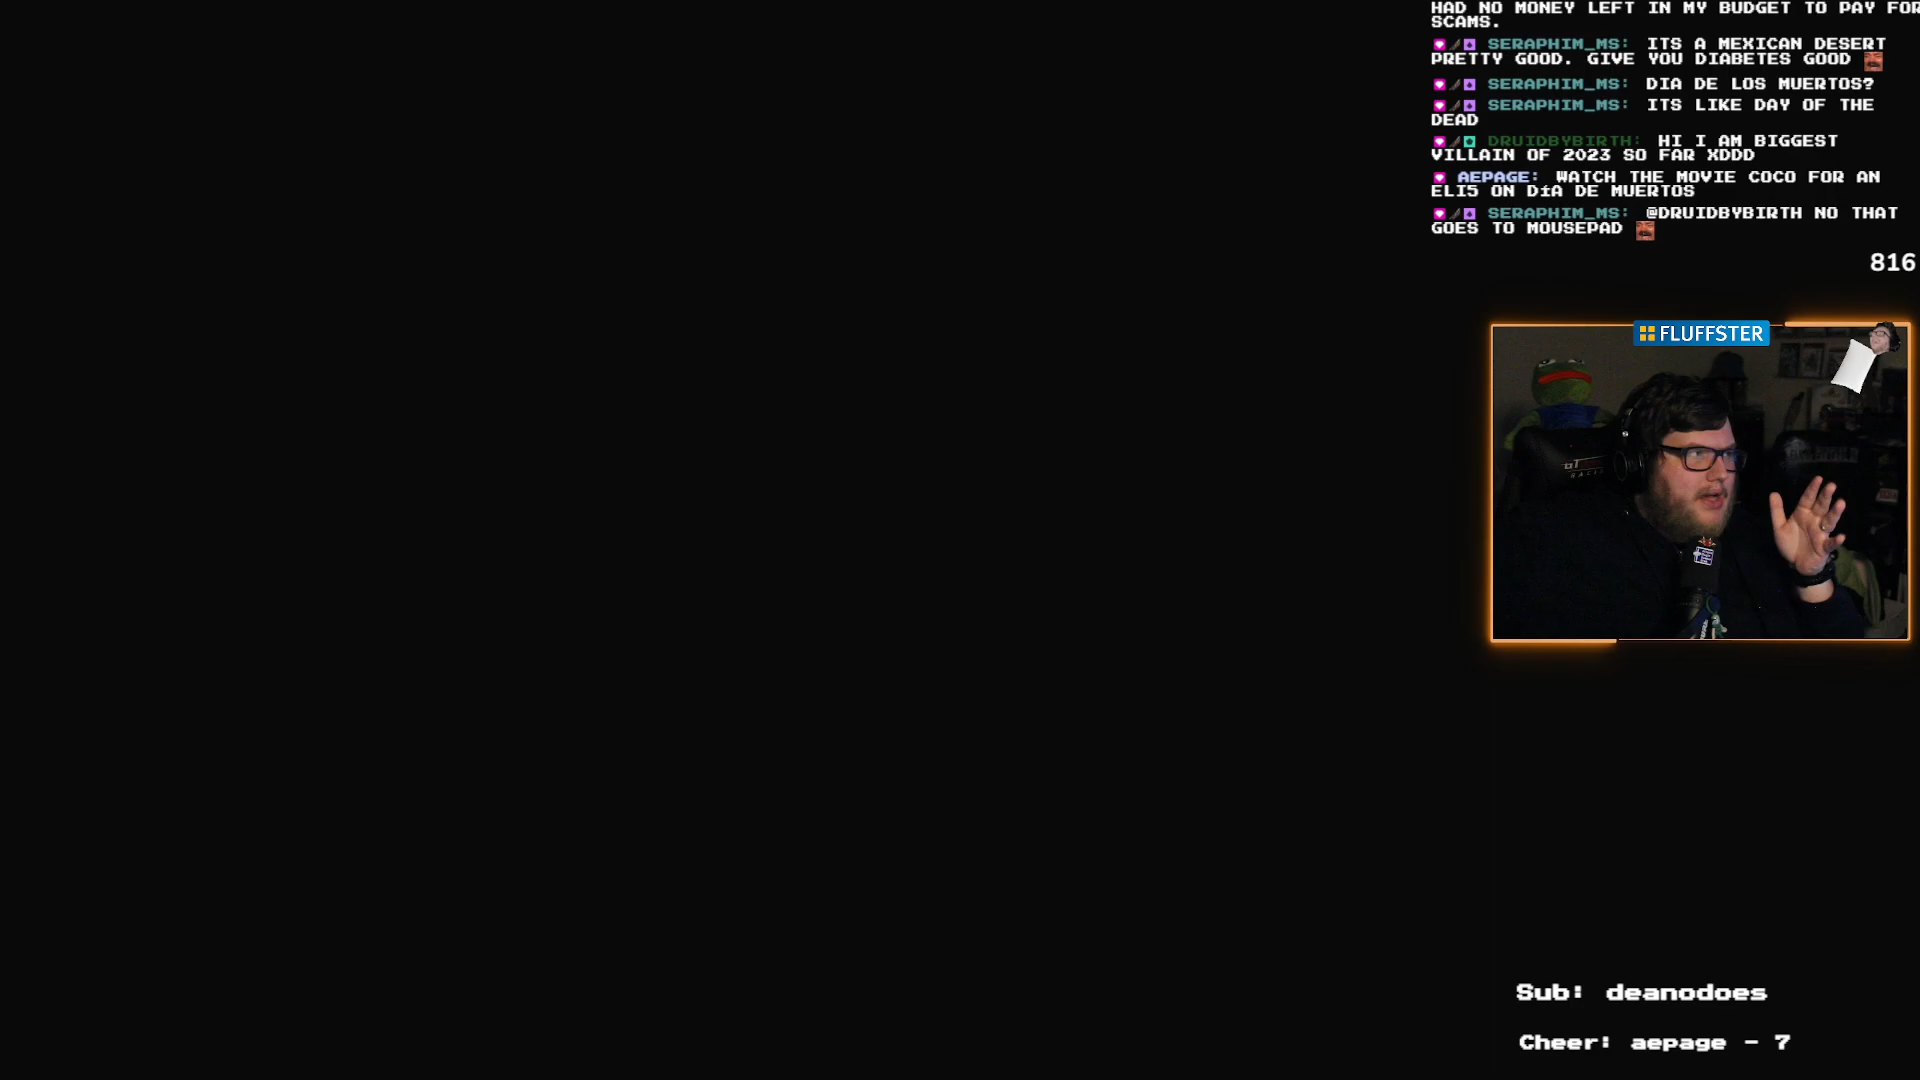 HAD NO MONEY LEFT IN MY BUDGET TO PAY FOR
SCAMS.
SERAPHIM_MS: ITS A MEXICAN DESERT
PRETTY GOOD. GIVE YOU DIABETES GOOD
SERAPHIM_MS: DIA DE LOS MUERTOS?
SERAPHIM_MS: ITS LIKE DAY OF THE
DEAD
DRUIDBYBIRTH: HI I AM BIGGEST
VILLAIN OF 2023 SO FAR XDDD
AEPAGE: WATCH THE MOVIE COCO FOR AN
ELI5 ON DíA DE MUERTOS
SERAPHIM_MS: @DRUIDBYBIRTH NO THAT
GOES TO MOUSEPAD
816
FLUFFSTER
Sub: deanodoes
Cheer: aepage - 7